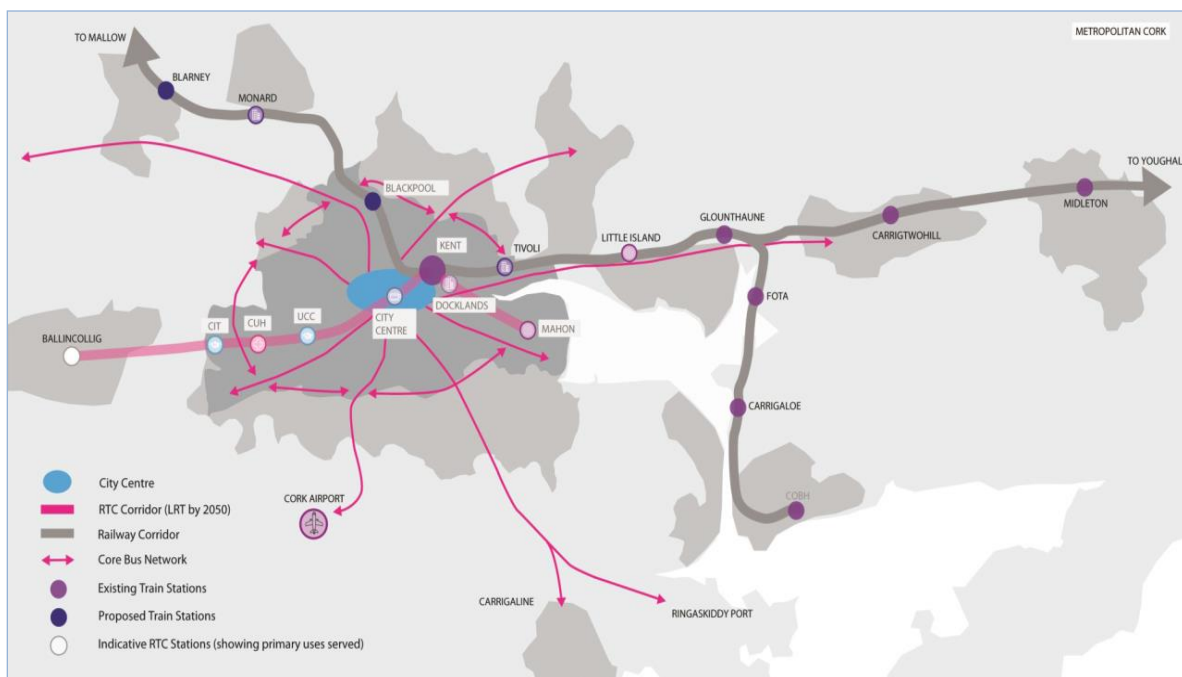 METROPOLITAN CORK
TO MALLOW
BLARNEY
MONARD
BLACKPOOL
TO YOUGHAL
MIDLETON
CARRIGTWOHILL
GLOUNTHAUNE
LITTLE ISLAND
TIVOLI
KENT
FOTA
DOCKLANDS
CITY
CENTRE
MAHON
UCC
CUH
CIT
BALLINCOLLIG
CARRIGALOE
COBH
CORK AIRPORT
CARRIGALINE
RINGASKIDDY PORT
City Centre
RTC Corridor (LRT by 2050)
Railway Corridor
Core Bus Network
Existing Train Stations
Proposed Train Stations
Indicative RTC Stations (showing primary uses served)